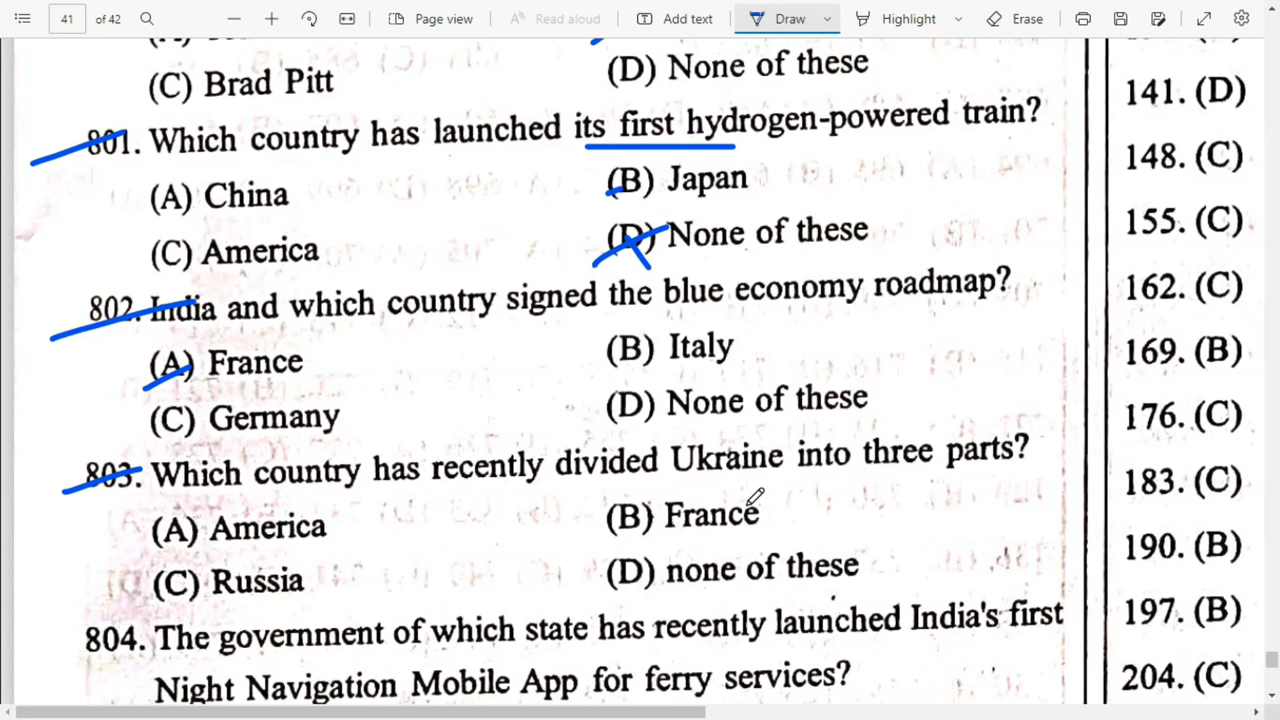 41 of 42 Page view Read aloud Add text Draw Highlight Erase
(C) Brad Pitt (D) None of these
801. Which country has launched its first hydrogen-powered train?
(A) China (B) Japan
(C) America (D) None of these
802. India and which country signed the blue economy roadmap?
(A) France (B) Italy
(C) Germany (D) None of these
803. Which country has recently divided Ukraine into three parts?
(A) America (B) France
(C) Russia (D) none of these
804. The government of which state has recently launched India's first
Night Navigation Mobile App for ferry services?
141. (D)
148. (C)
155. (C)
162. (C)
169. (B)
176. (C)
183. (C)
190. (B)
197. (B)
204. (C)